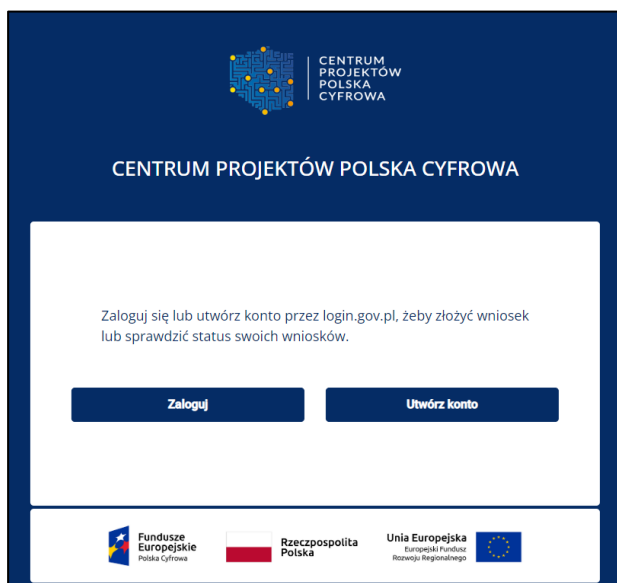 CENTRUM
PROJEKTÓW
POLSKA
CYFROWA
CENTRUM PROJEKTÓW POLSKA CYFROWA
Zaloguj się lub utwórz konto przez login.gov.pl, żeby złożyć wniosek
lub sprawdzić status swoich wniosków.
Zaloguj
Utwórz konto
Fundusze
Europejskie
Polska Cyfrowa
Rzeczpospolita
Polska
Unia Europejska
Europejski Fundusz
Rozwoju Regionalnego